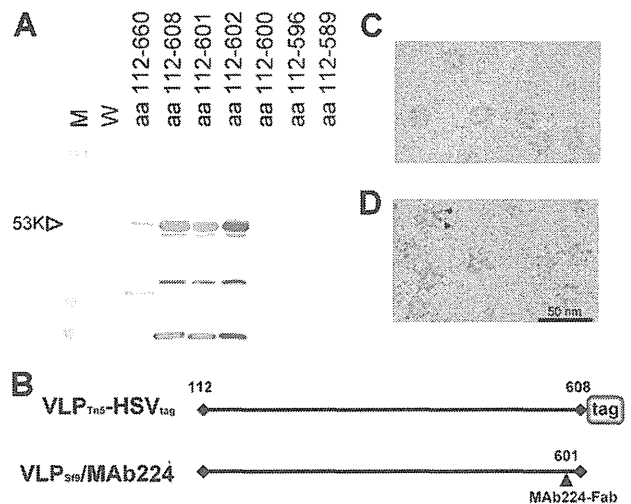 A
M
W
aa 112-660
aa 112-608
aa 112-601
aa 112-602
aa 112-600
aa 112-596
aa 112-589
53K
C
D
50 nm
B
VLPTn5-HSVtag
112
608
tag
VLPSf9/MAb224
601
MAb224-Fab